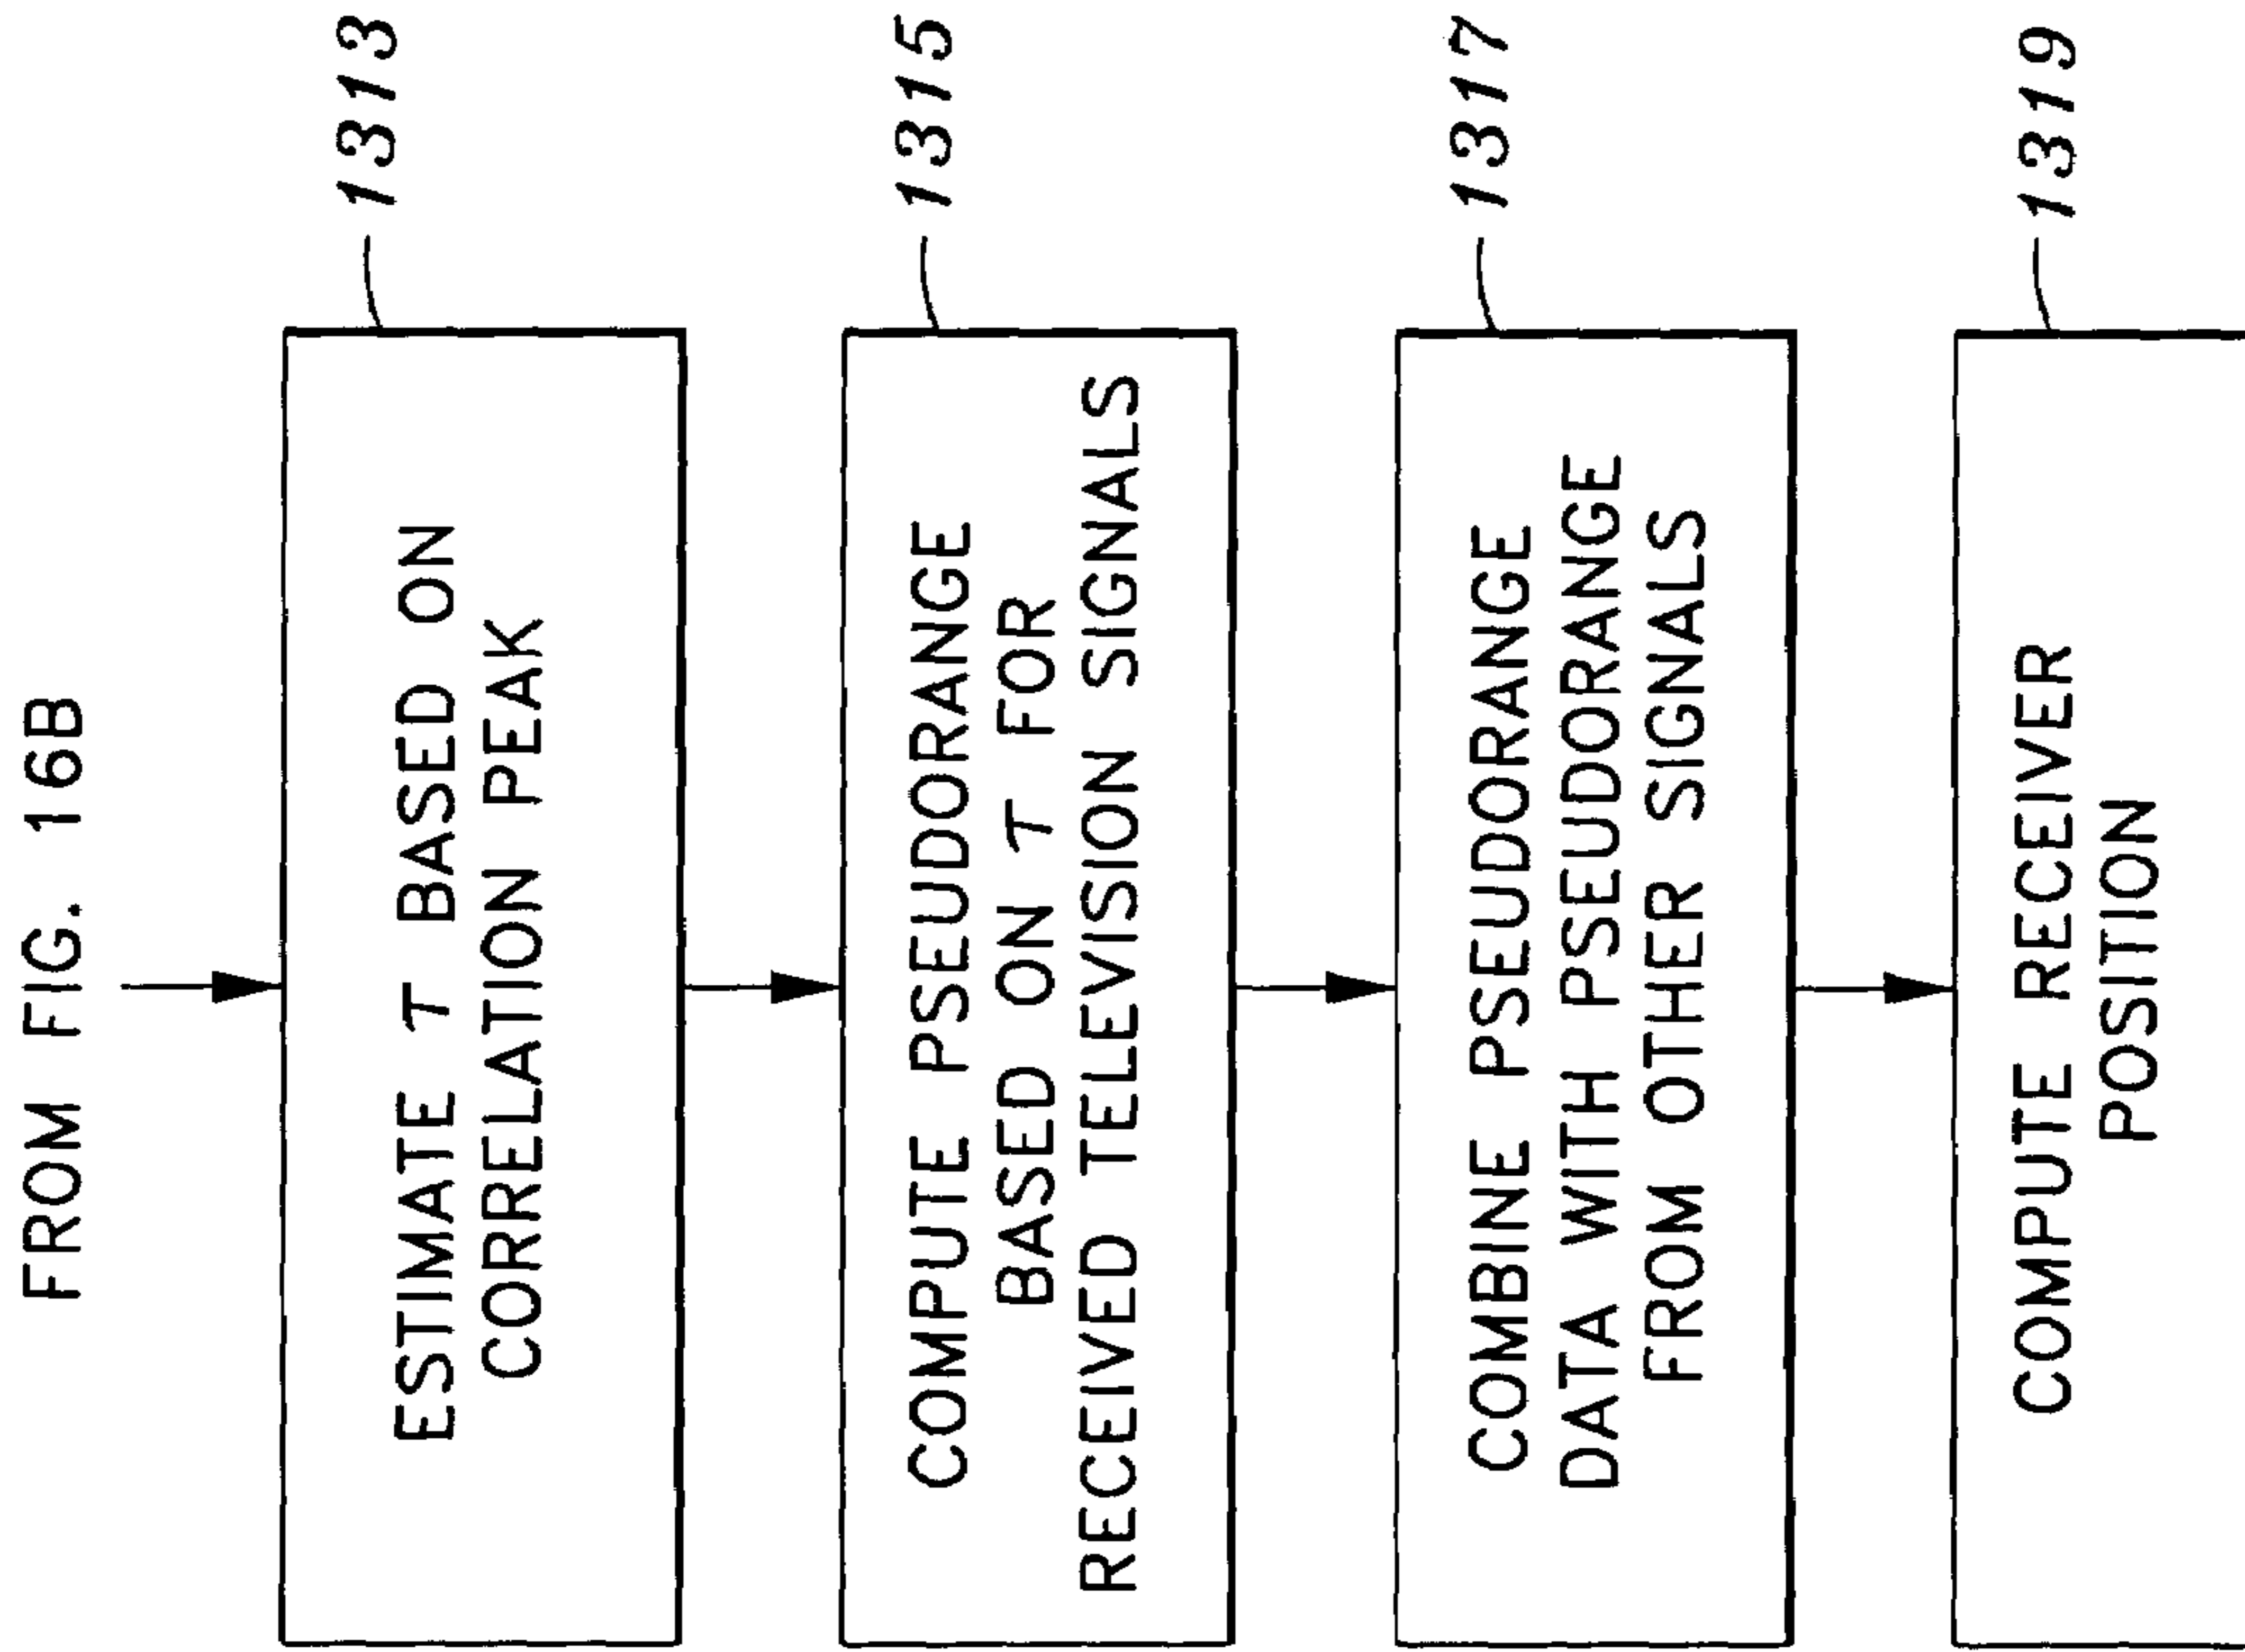 FROM FIG. 16B
ESTIMATE τ BASED ON
CORRELATION PEAK
1313
COMPUTE PSEUDORANGE
BASED ON τ FOR
RECEIVED TELEVISION SIGNALS
1315
COMBINE PSEUDORANGE
DATA WITH PSEUDORANGE
FROM OTHER SIGNALS
1317
COMPUTE RECEIVER
POSITION
1319